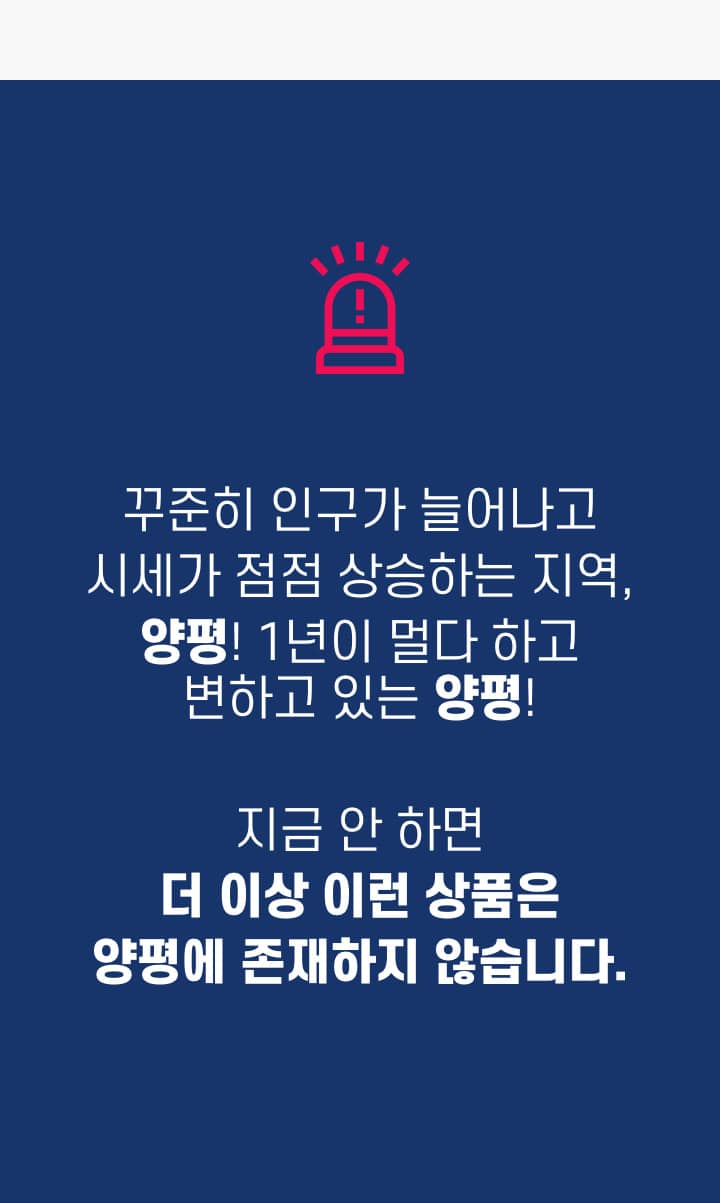 꾸준히 인구가 늘어나고
시세가 점점 상승하는 지역,
양평! 1년이 멀다 하고
변하고 있는 양평!
지금 안 하면
더 이상 이런 상품은
양평에 존재하지 않습니다.